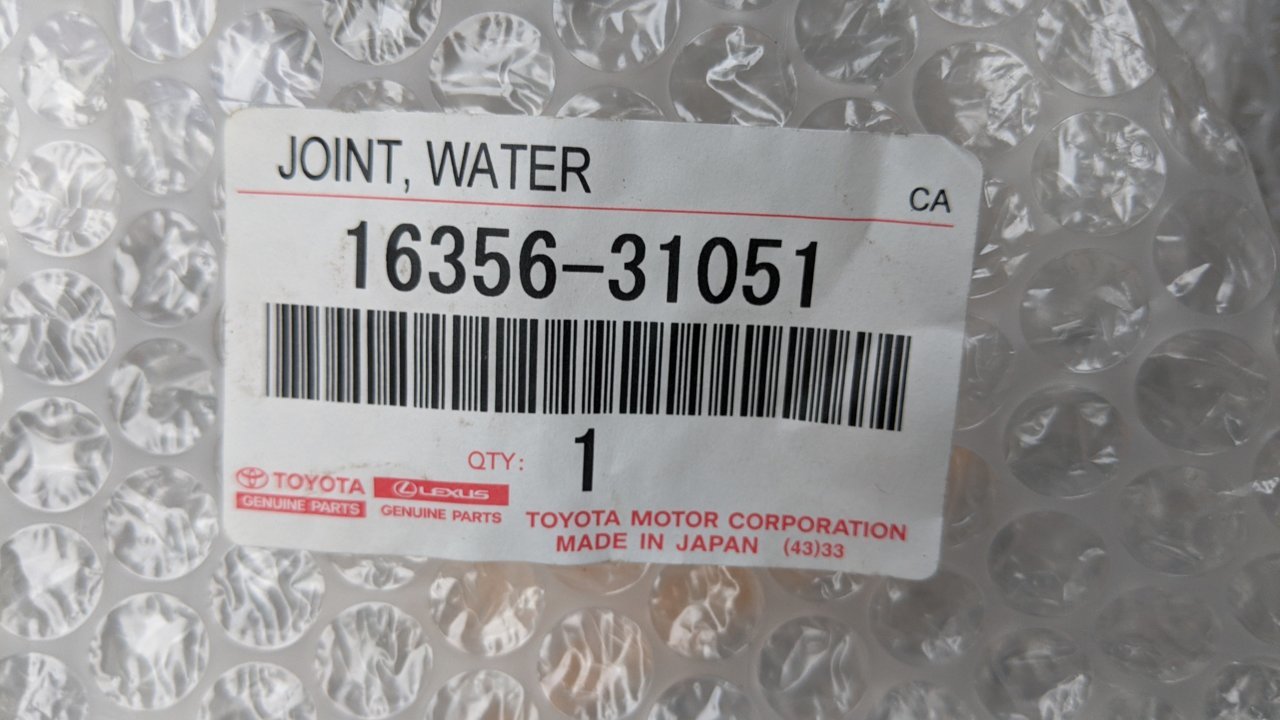 JOINT, WATER
CA
16356-31051
QTY: 1
TOYOTA
GENUINE PARTS
LEXUS
GENUINE PARTS
TOYOTA MOTOR CORPORATION
MADE IN JAPAN (43)33